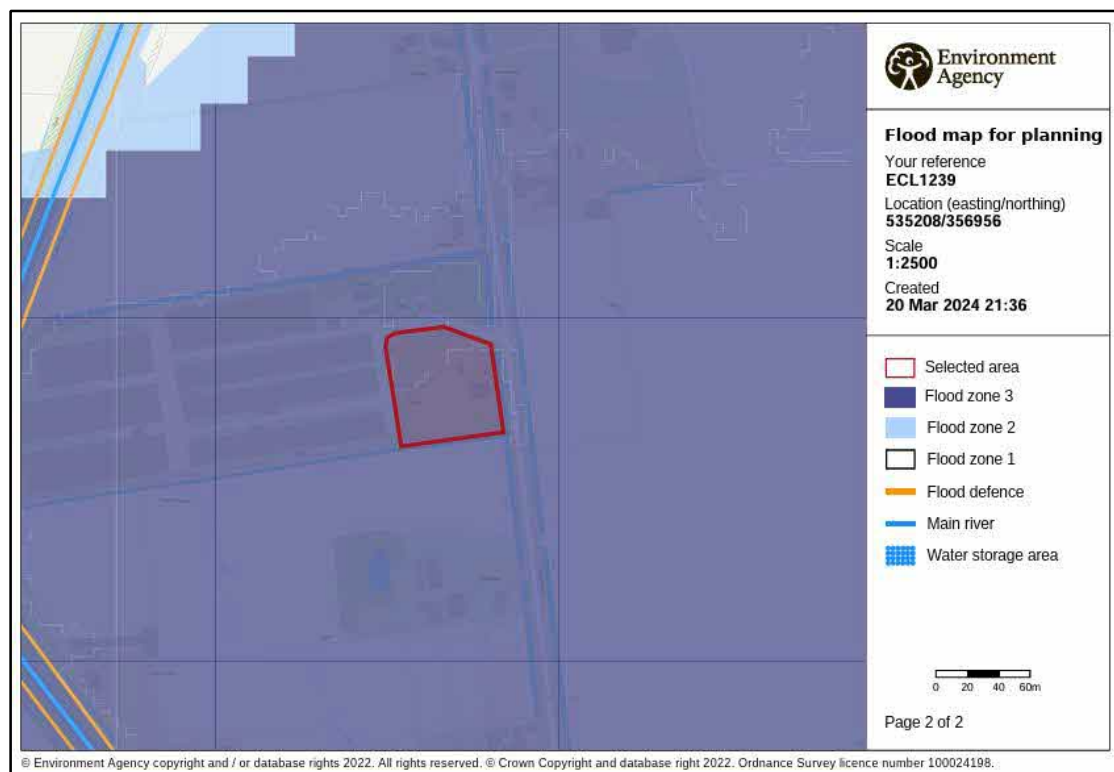 Environment
Agency
Flood map for planning
Your reference
ECL1239
Location (easting/northing)
535208/356956
Scale
1:2500
Created
20 Mar 2024 21:36
Selected area
Flood zone 3
Flood zone 2
Flood zone 1
Flood defence
Main river
Water storage area
0 20 40 60m
Page 2 of 2
© Environment Agency copyright and / or database rights 2022. All rights reserved. © Crown Copyright and database right 2022. Ordnance Survey licence number 100024198.